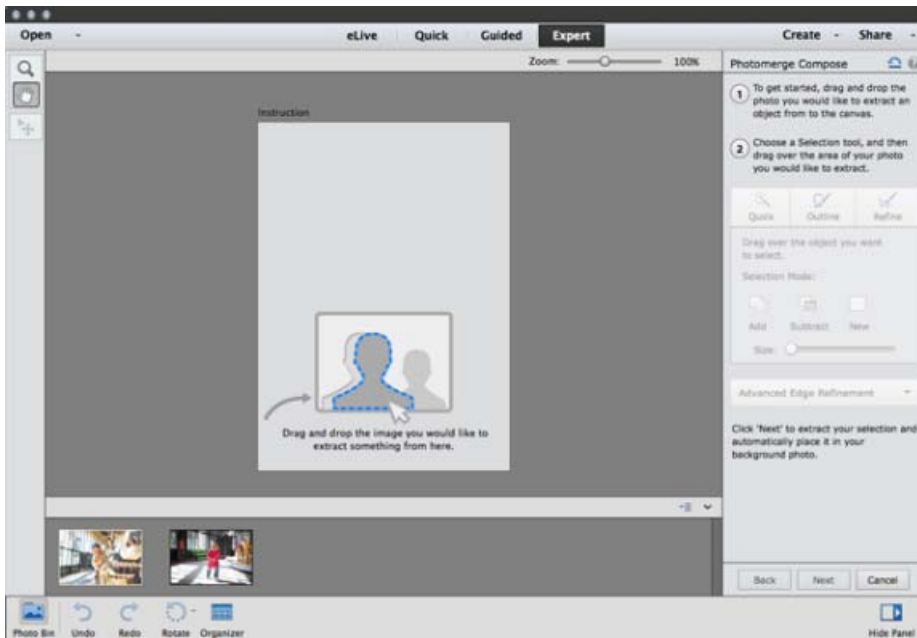 Open
eLive Quick Guided Expert
Create Share
Zoom: 100%
Photomerge Compose
Instruction
1 To get started, drag and drop the
photo you would like to extract an
object from to the canvas.
2 Choose a Selection tool, and then
drag over the area of your photo
you would like to extract.
Quick Outline Refine
Drag over the object you want
to select.
Selection Mode:
Add Subtract New
Size:
Advanced Edge Refinement
Click 'Next' to extract your selection and
automatically place it in your
background photo.
Drag and drop the image you would like to
extract something from here.
Back Next Cancel
Photo Bin Undo Redo Rotate Organizer
Hide Panel